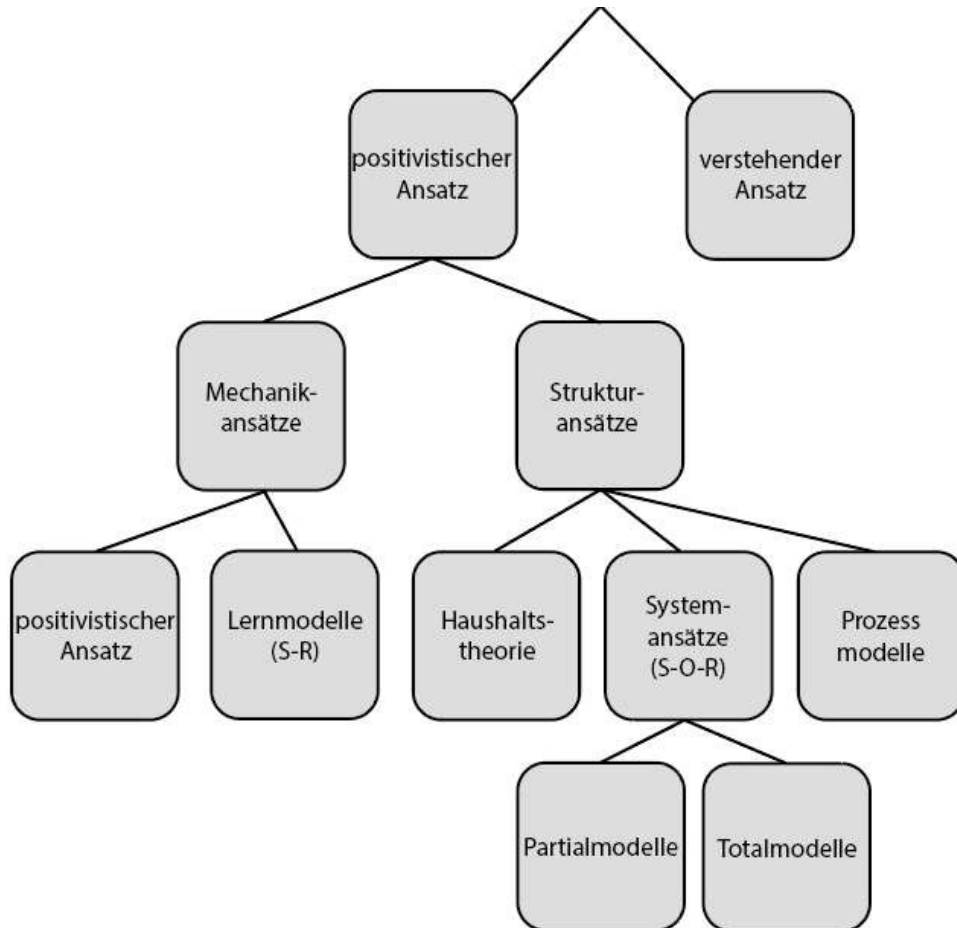 positivistischer
Ansatz
verstehender
Ansatz
Mechanik-
ansätze
Struktur-
ansätze
positivistischer
Ansatz
Lernmodelle
(S-R)
Haushalts-
theorie
System-
ansätze
(S-O-R)
Prozess
modelle
Partialmodelle
Totalmodelle